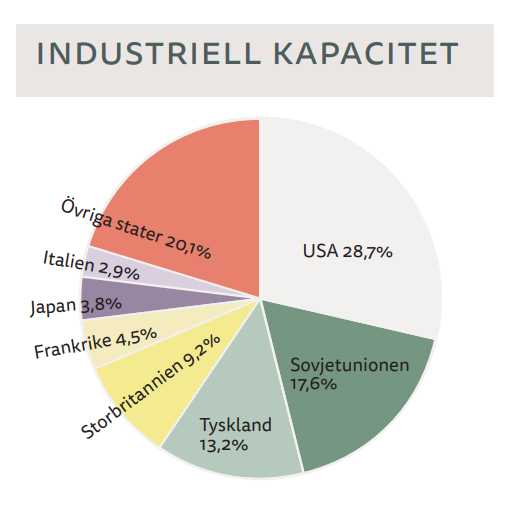 INDUSTRIELL KAPACITET
USA 28,7%
Sovjetunionen
17,6%
Tyskland
13,2%
Storbritannien 9,2%
Frankrike 4,5%
Japan 3,8%
Italien 2,9%
Övriga stater 20,1%